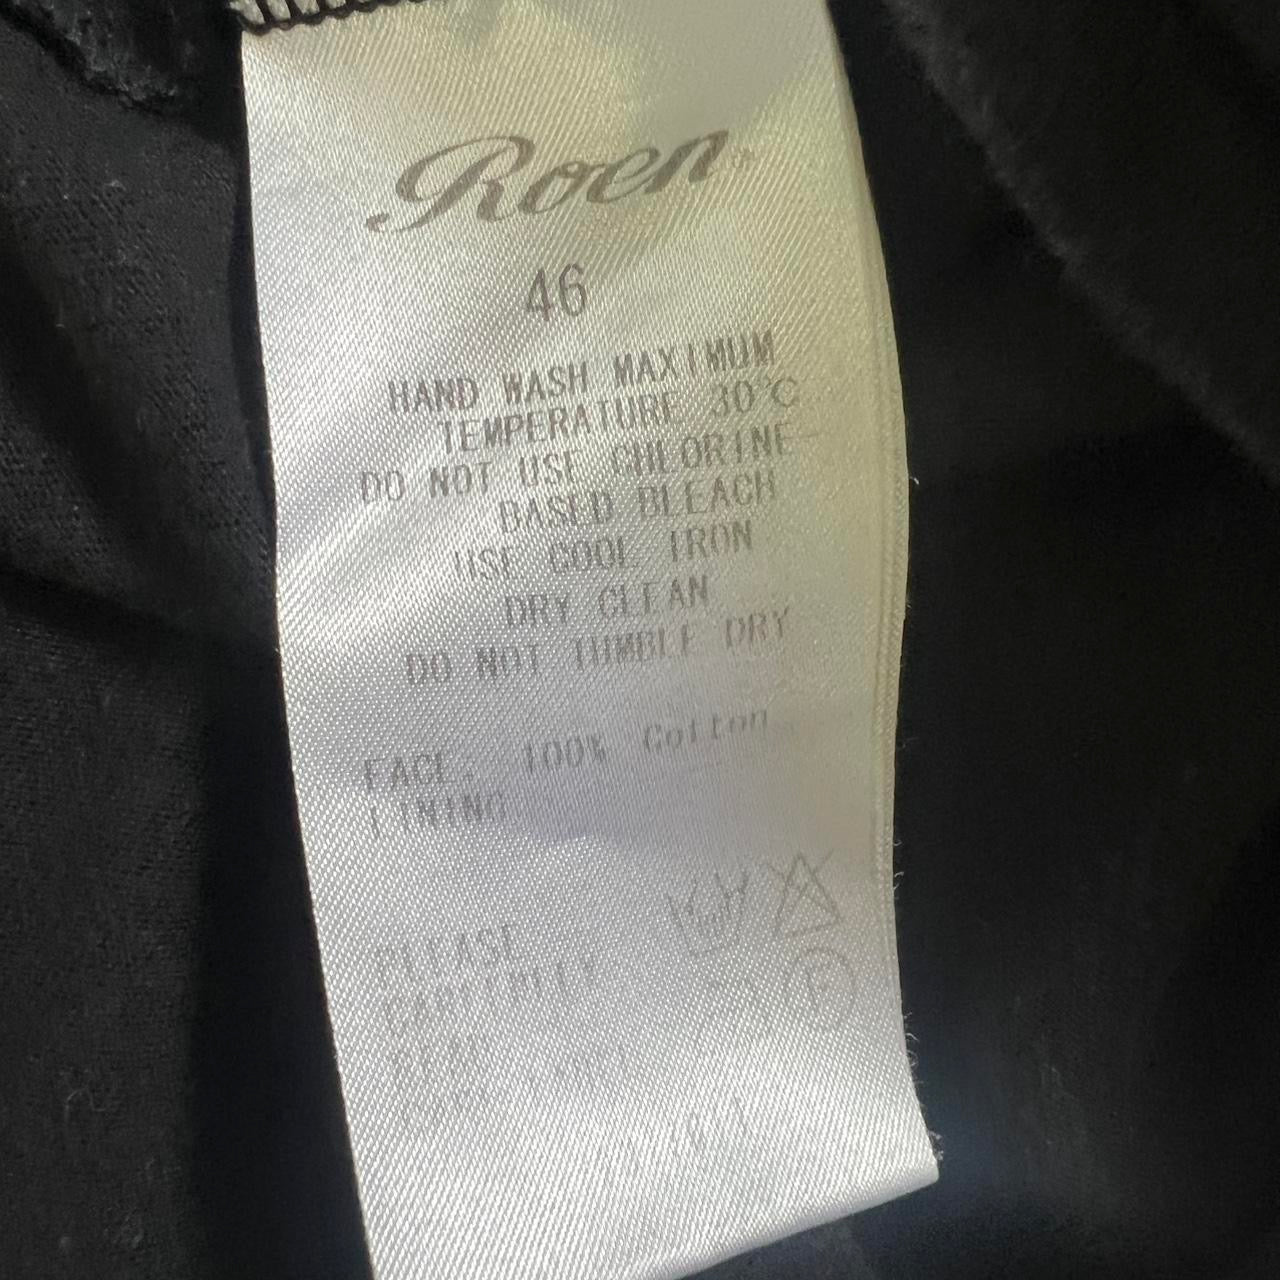 Roen
46
HAND WASH MAXIMUM
TEMPERATURE 30°C
DO NOT USE CHLORINE-
BASED BLEACH
USE COOL IRON
DRY CLEAN
DO NOT TUMBLE DRY
FACE: 100% Cotton
LINING
PLEASE